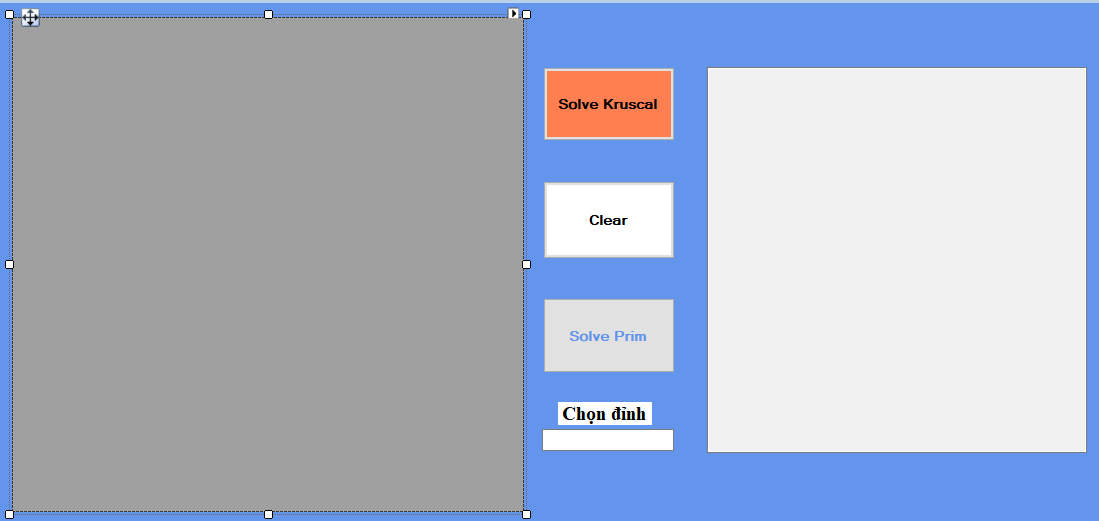 Solve Kruscal
Clear
Solve Prim
Chọn đỉnh